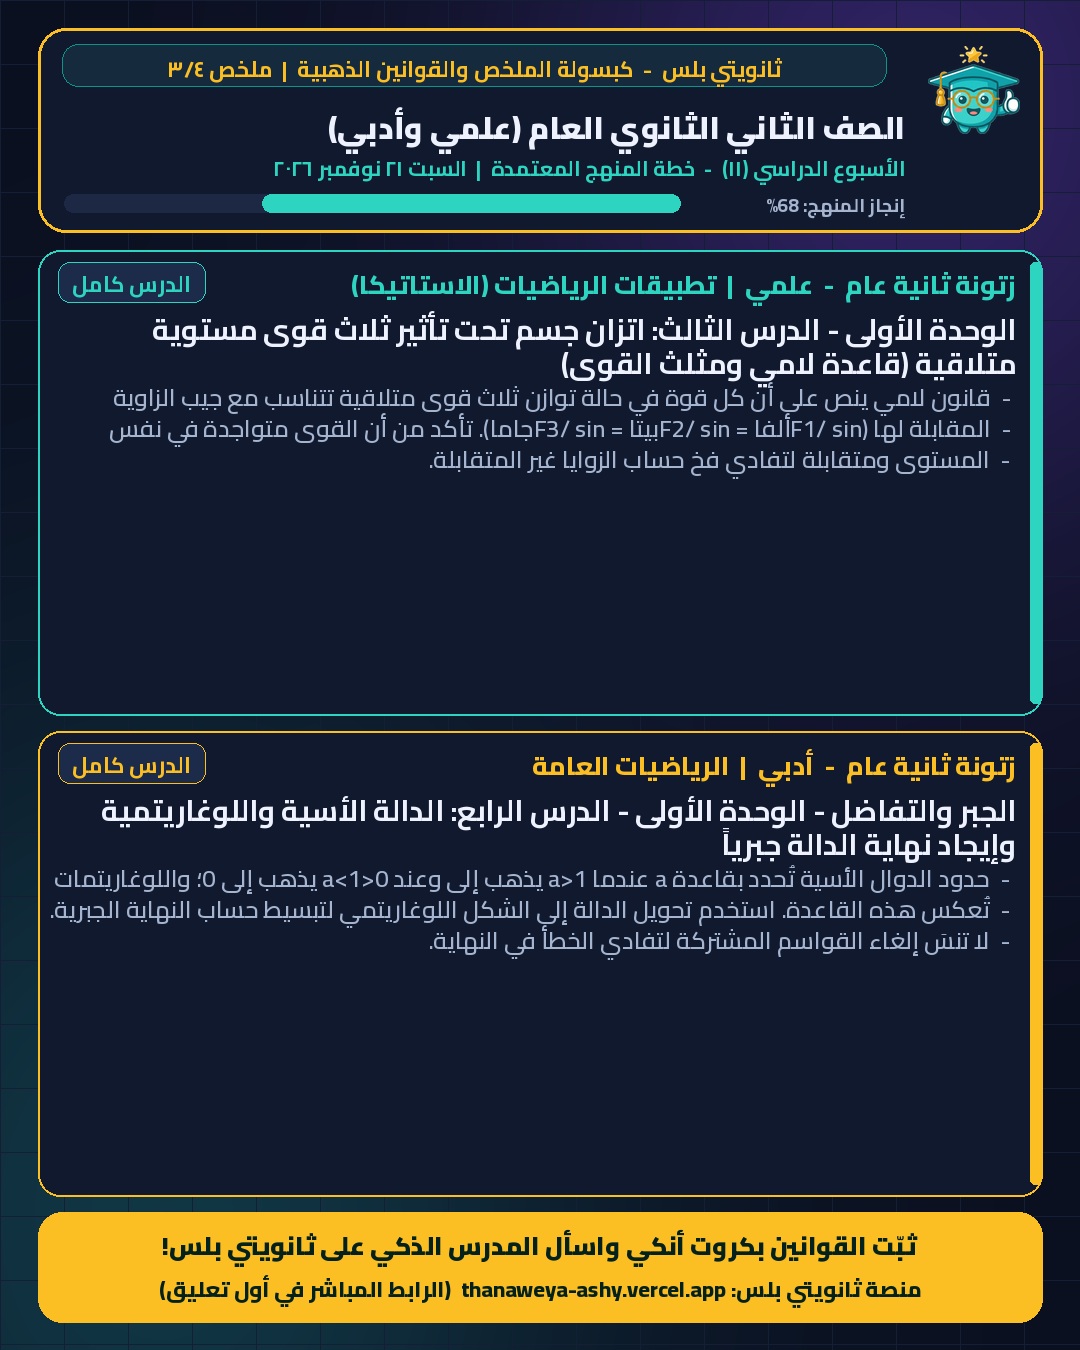 ثانويتي بلس - كبسولة الملخص والقوانين الذهبية | ملخص ٣/٤
الصف الثاني الثانوي العام (علمي وأدبي)
الأسبوع الدراسي (١١) - خطة المنهج المعتمدة | السبت ٢١ نوفمبر ٢٠٢٦
إنجاز المنهج: 68%
زتونة ثانية عام - علمي | تطبيقات الرياضيات (الاستاتيكا)
الدرس كامل
الوحدة الأولى - الدرس الثالث: اتزان جسم تحت تأثير ثلاث قوى مستوية
متلاقية (قاعدة لامي ومثلث القوى)
- قانون لامي ينص على أن كل قوة في حالة توازن ثلاث قوى متلاقية تتناسب مع جيب الزاوية
- المقابلة لها (F1/ sinألفا = F2/ sinبيتا = F3/ sinجاما). تأكد من أن القوى متواجدة في نفس
- المستوى ومتقابلة لتفادي فخ حساب الزوايا غير المتقابلة.
زتونة ثانية عام - أدبي | الرياضيات العامة
الدرس كامل
الجبر والتفاضل - الوحدة الأولى - الدرس الرابع: الدالة الأسية واللوغاريتمية
وإيجاد نهاية الدالة جبرياً
- حدود الدوال الأسية تُحدد بقاعدة a عندما a>1 يذهب إلى وعند a<1>0 يذهب إلى 0؛ واللوغاريتمات
- تُعكس هذه القاعدة. استخدم تحويل الدالة إلى الشكل اللوغاريتمي لتبسيط حساب النهاية الجبرية.
- لا تنسَ إلغاء القواسم المشتركة لتفادي الخطأ في النهاية.
ثبّت القوانين بكروت أنكي واسأل المدرس الذكي على ثانويتي بلس!
منصة ثانويتي بلس: thanaweya-ashy.vercel.app (الرابط المباشر في أول تعليق)